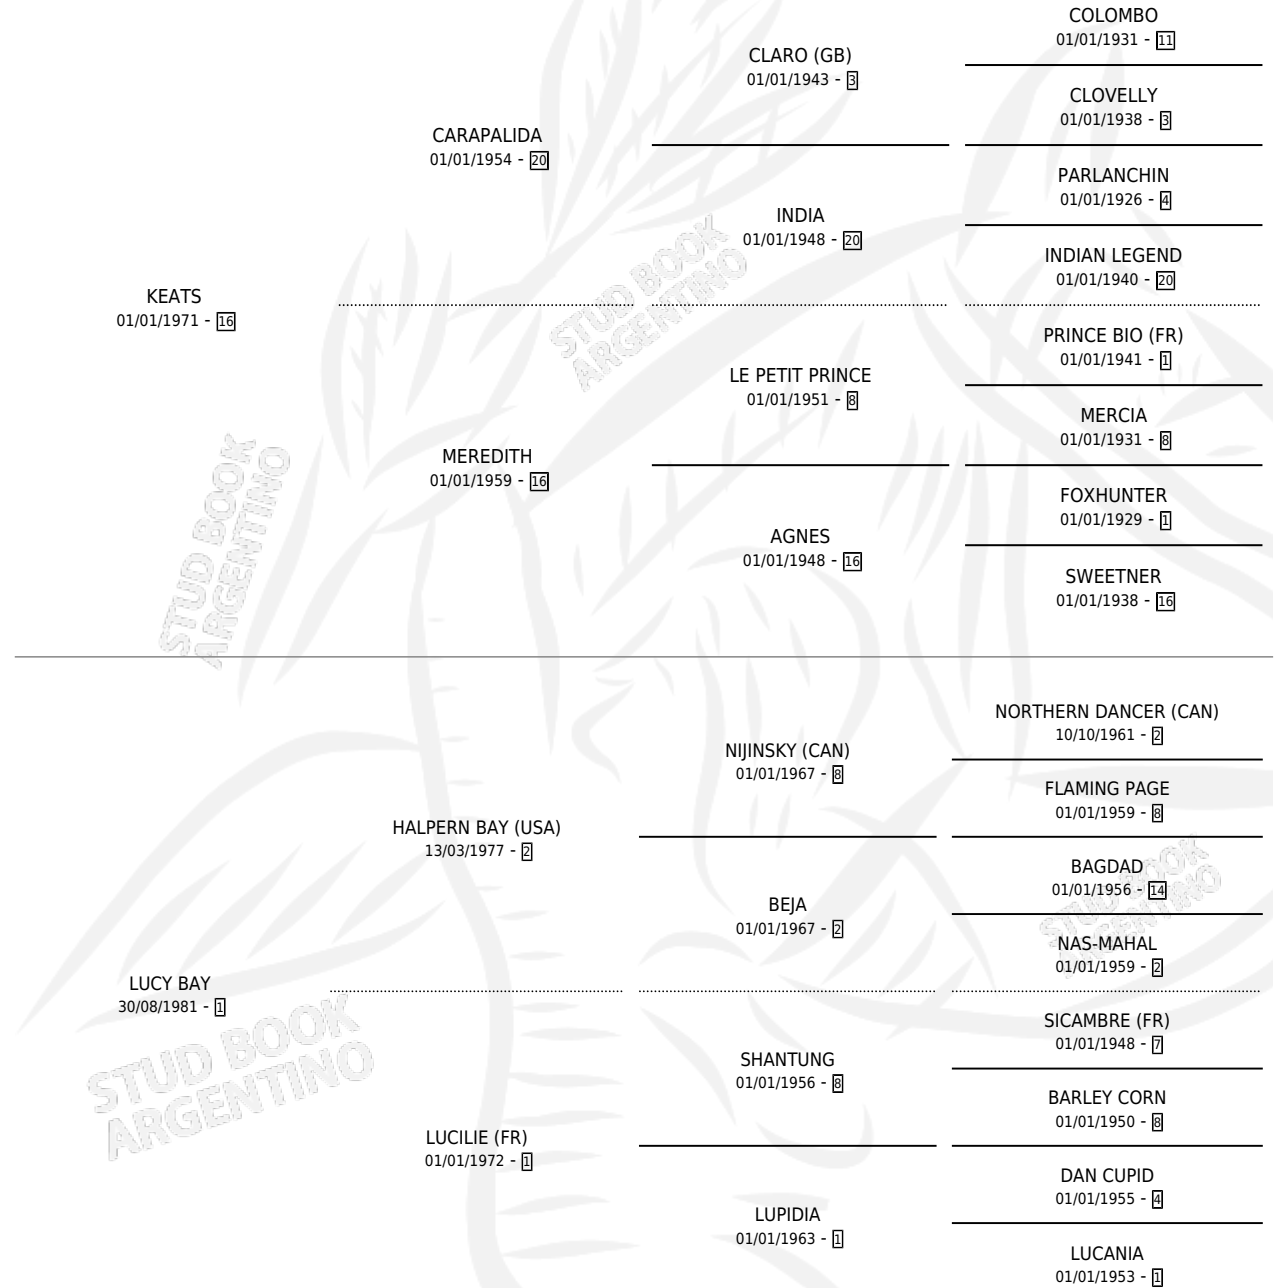 KEATS
01/01/1971 - 16
CARAPALIDA
01/01/1954 - 20
CLARO (GB)
01/01/1943 - 3
COLOMBO
01/01/1931 - 11
CLOVELLY
01/01/1938 - 3
INDIA
01/01/1948 - 20
PARLANCHIN
01/01/1926 - 4
INDIAN LEGEND
01/01/1940 - 20
MEREDITH
01/01/1959 - 16
LE PETIT PRINCE
01/01/1951 - 8
PRINCE BIO (FR)
01/01/1941 - 1
MERCIA
01/01/1931 - 8
AGNES
01/01/1948 - 16
FOXHUNTER
01/01/1929 - 1
SWEETNER
01/01/1938 - 16
LUCY BAY
30/08/1981 - 1
HALPERN BAY (USA)
13/03/1977 - 2
NIJINSKY (CAN)
01/01/1967 - 8
NORTHERN DANCER (CAN)
10/10/1961 - 2
FLAMING PAGE
01/01/1959 - 8
BEJA
01/01/1967 - 2
BAGDAD
01/01/1956 - 14
NAS-MAHAL
01/01/1959 - 2
LUCILIE (FR)
01/01/1972 - 1
SHANTUNG
01/01/1956 - 8
SICAMBRE (FR)
01/01/1948 - 7
BARLEY CORN
01/01/1950 - 8
LUPIDIA
01/01/1963 - 1
DAN CUPID
01/01/1955 - 4
LUCANIA
01/01/1953 - 1
STUD BOOK
ARGENTINO
STUD BOOK
ARGENTINO
STUD BOOK
ARGENTINO
STUD BOOK
ARGENTINO